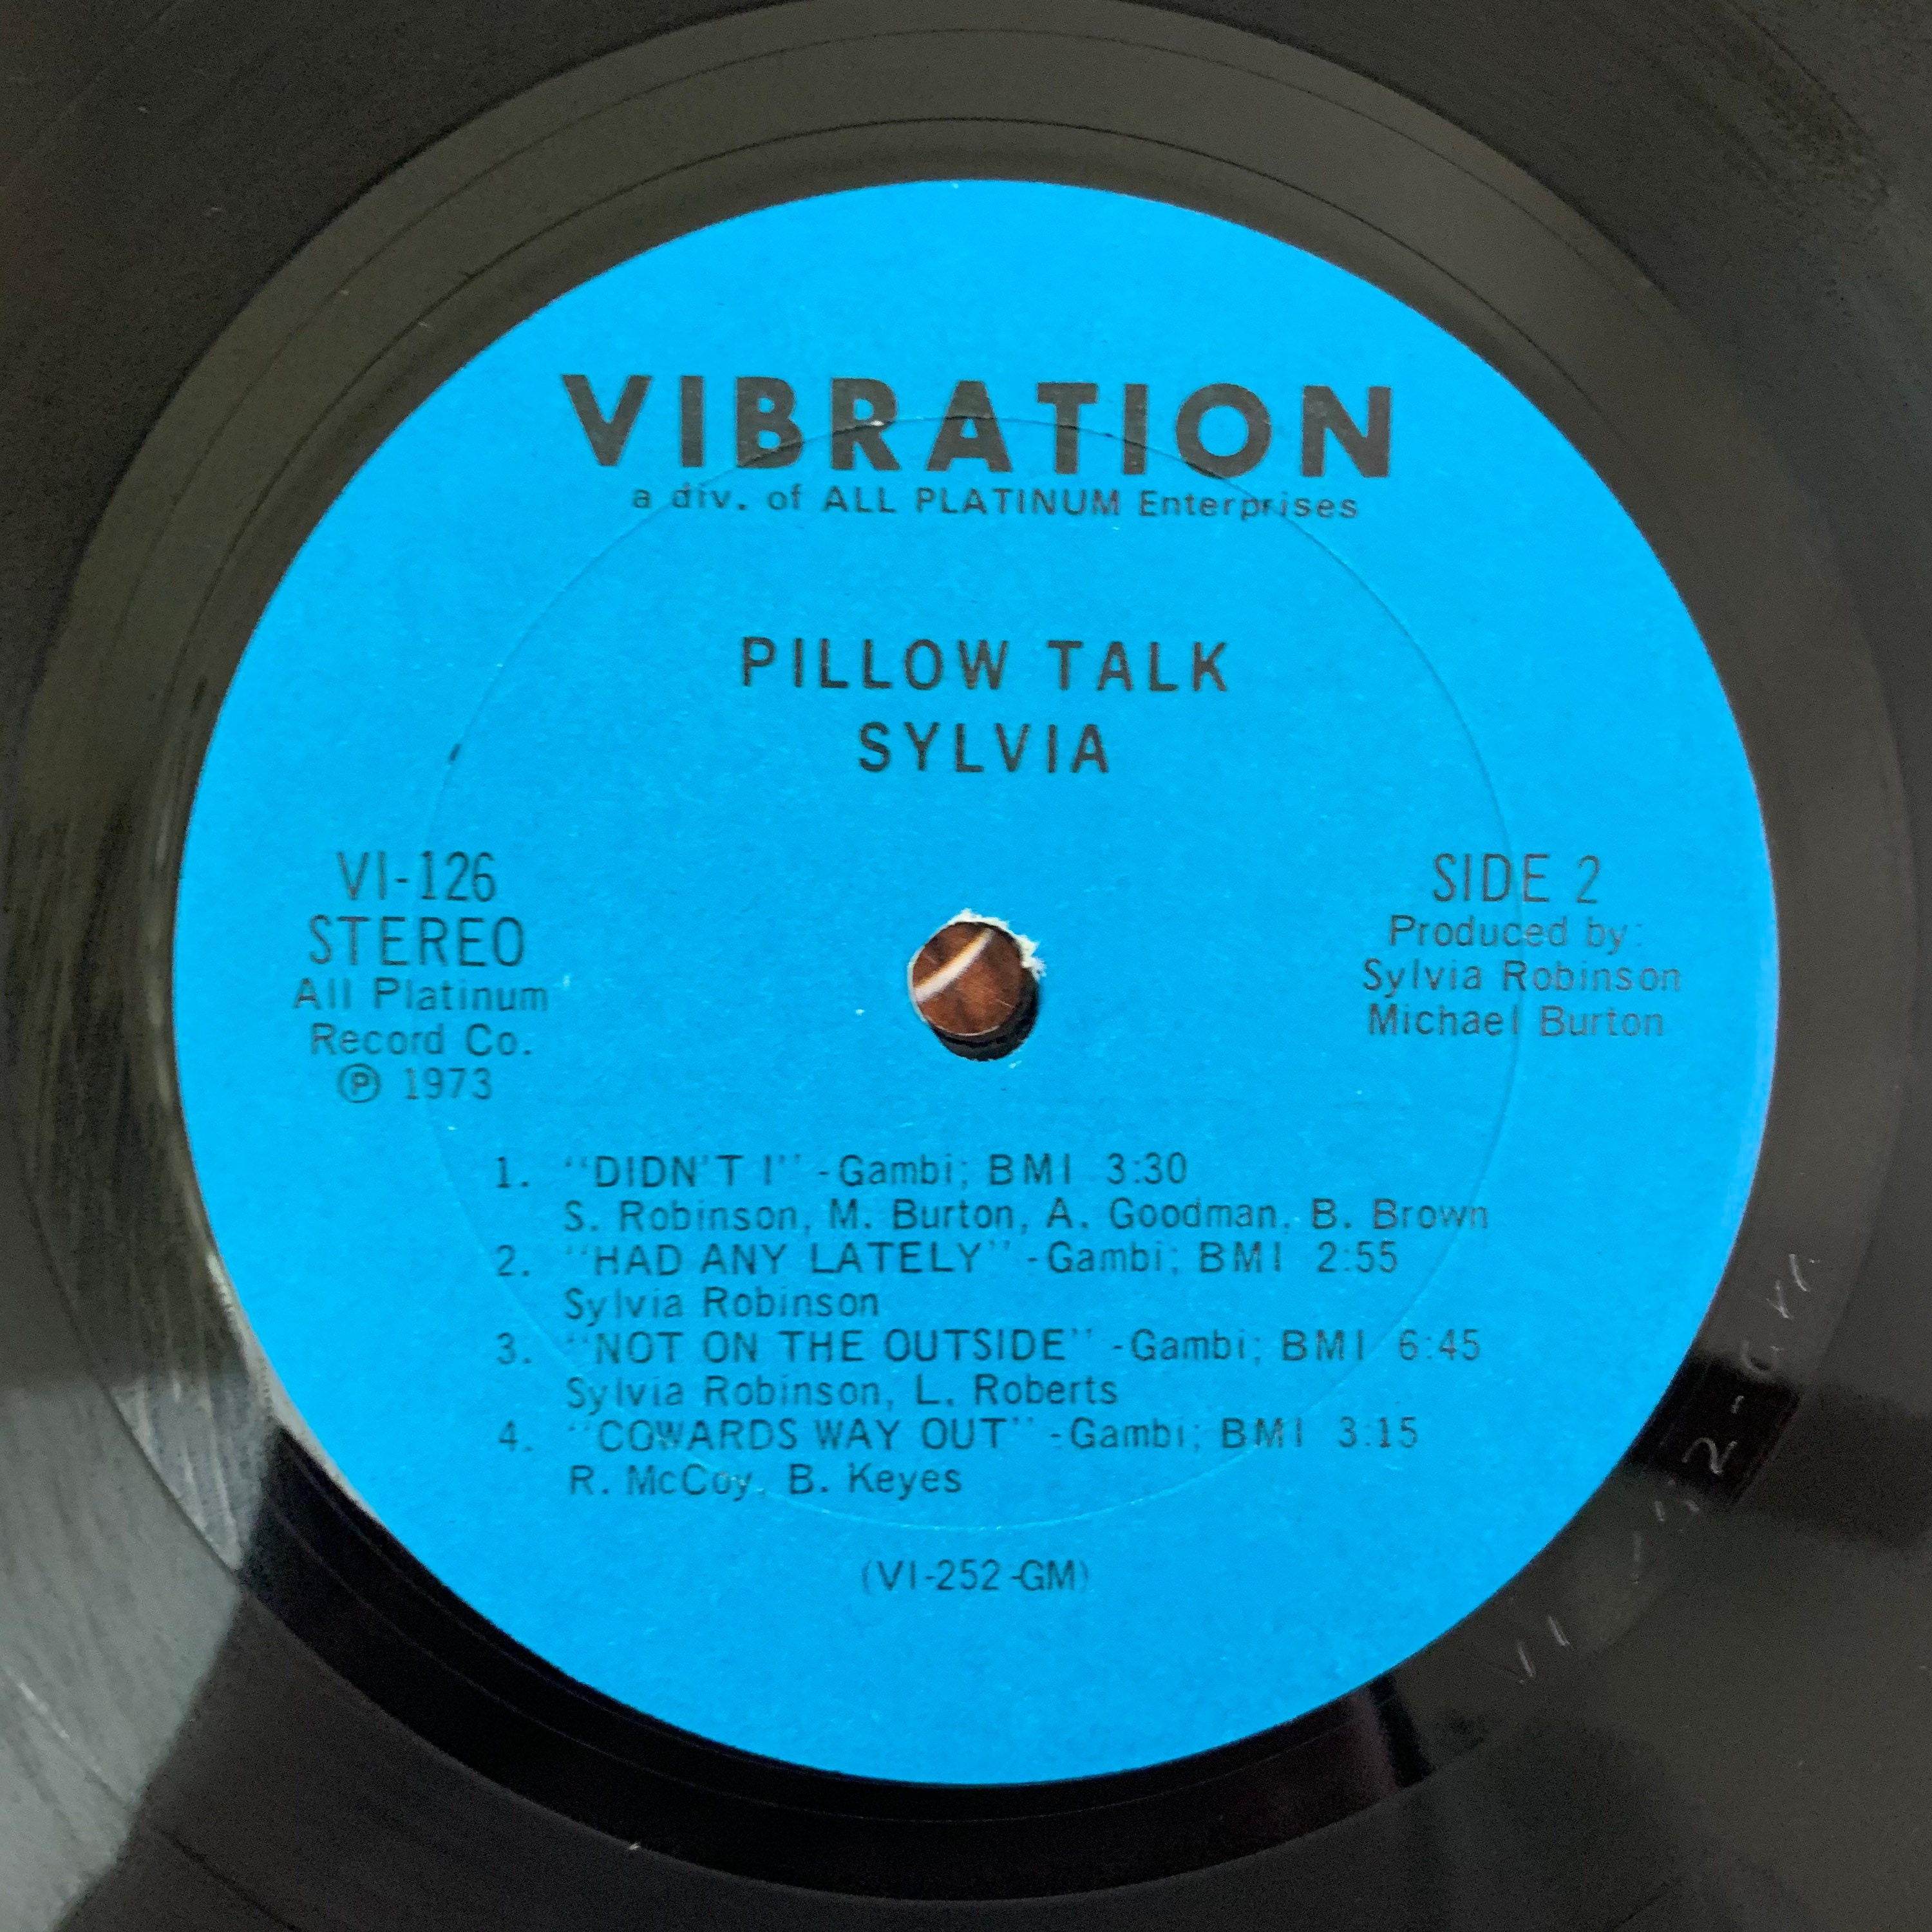 VIBRATION
a div. of ALL PLATINUM Enterprises
PILLOW TALK
SYLVIA
VI-126
STEREO
All Platinum
Record Co.
Ⓟ 1973
SIDE 2
Produced by:
Sylvia Robinson
Michael Burton
1. "DIDN'T I" -Gambi; BMI 3:30
S. Robinson, M. Burton, A. Goodman, B. Brown
2. "HAD ANY LATELY" -Gambi; BMI 2:55
Sylvia Robinson
3. "NOT ON THE OUTSIDE" -Gambi; BMI 6:45
Sylvia Robinson, L. Roberts
4. "COWARDS WAY OUT" -Gambi; BMI 3:15
R. McCoy, B. Keyes
(VI-252-GM)